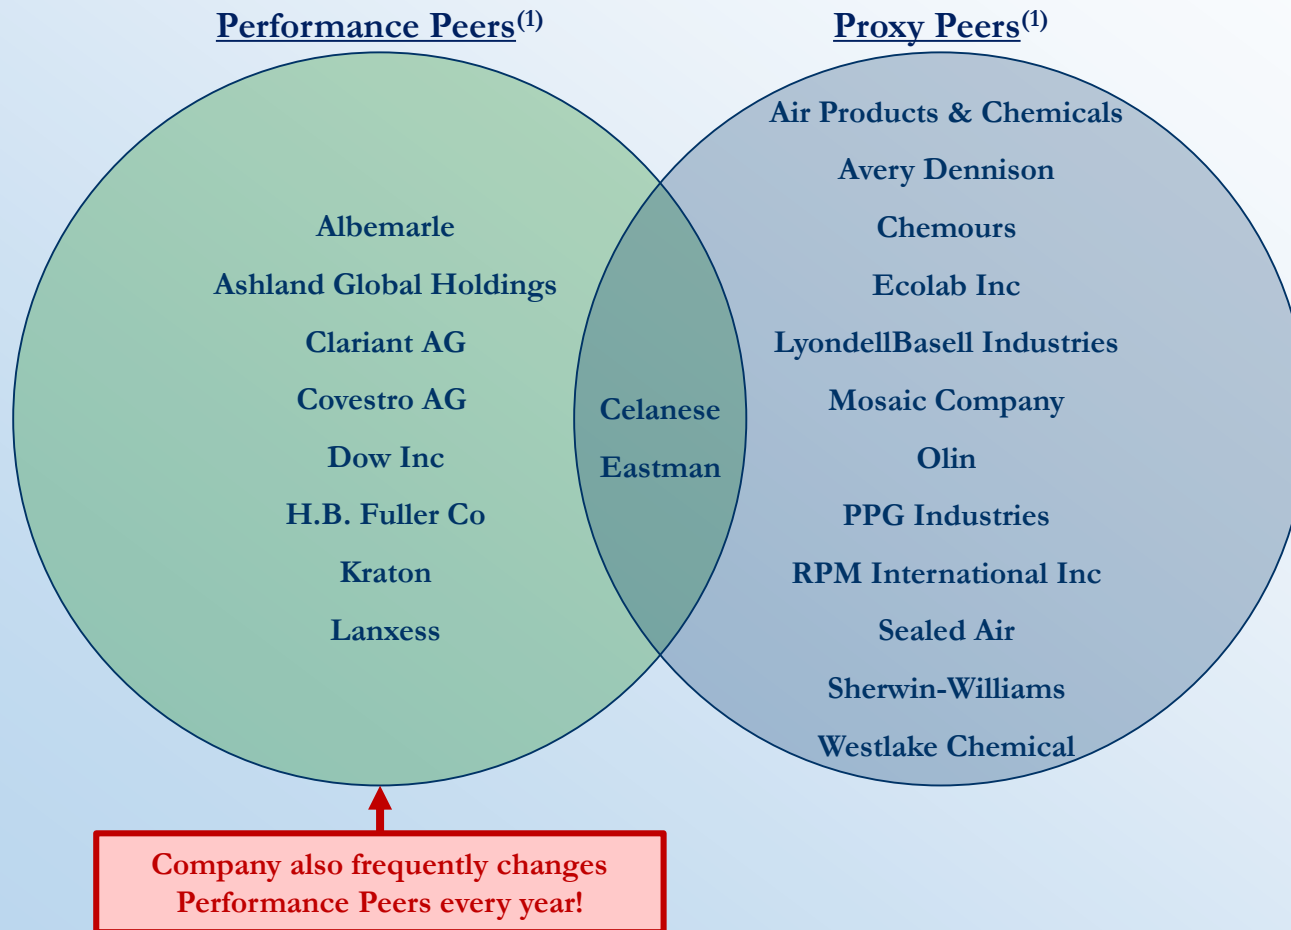 Performance Peers(1)
Proxy Peers(1)
Albemarle
Ashland Global Holdings
Clariant AG
Covestro AG
Dow Inc
H.B. Fuller Co
Kraton
Lanxess
Celanese
Eastman
Air Products & Chemicals
Avery Dennison
Chemours
Ecolab Inc
LyondellBasell Industries
Mosaic Company
Olin
PPG Industries
RPM International Inc
Sealed Air
Sherwin-Williams
Westlake Chemical
Company also frequently changes
Performance Peers every year!